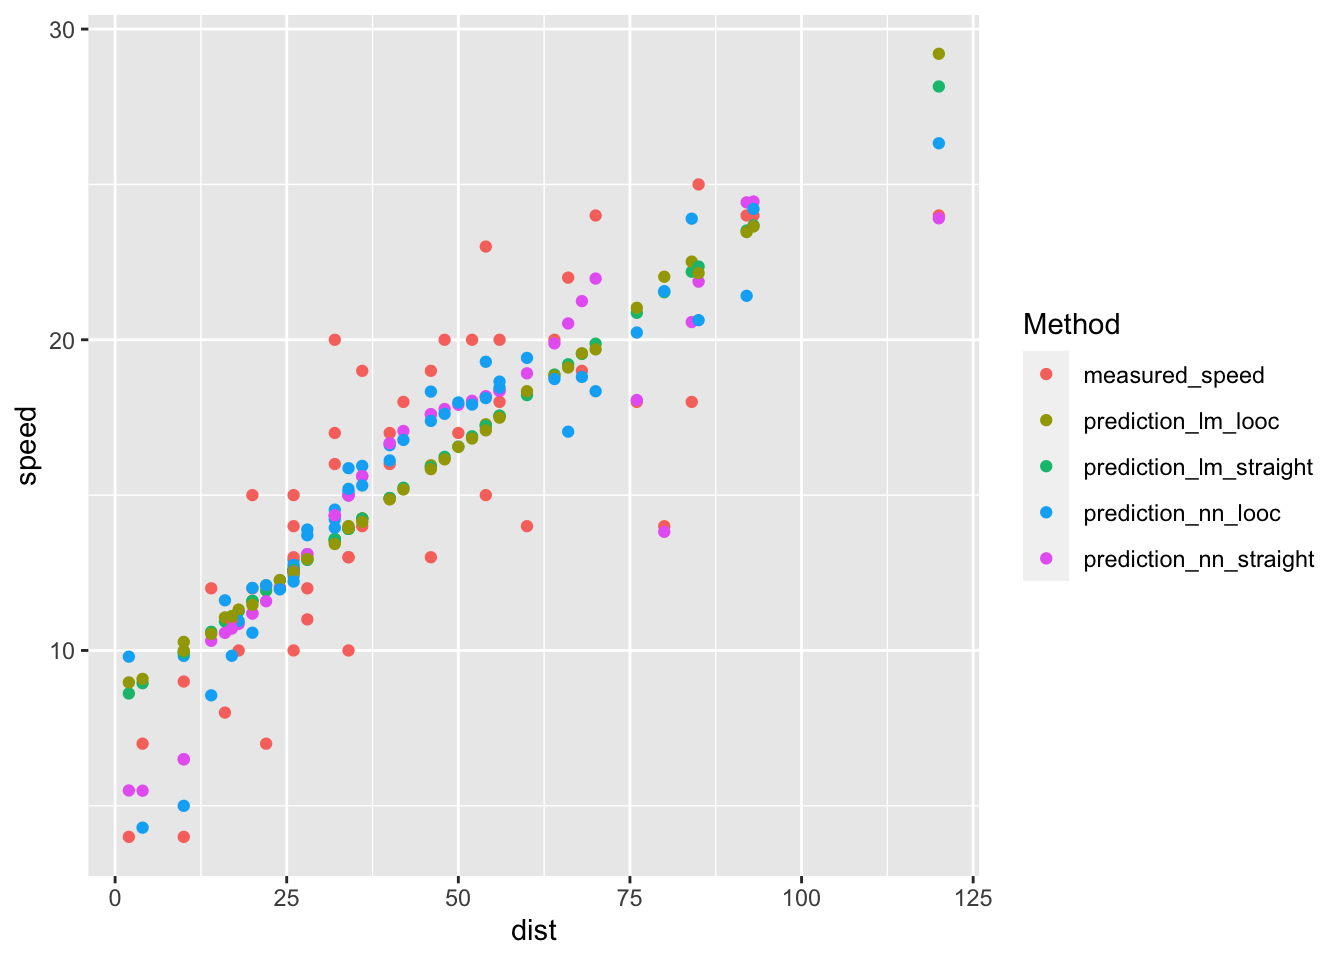 30
20
10
speed
0
25
50
75
100
125
dist
Method
measured_speed
prediction_lm_looc
prediction_lm_straight
prediction_nn_looc
prediction_nn_straight